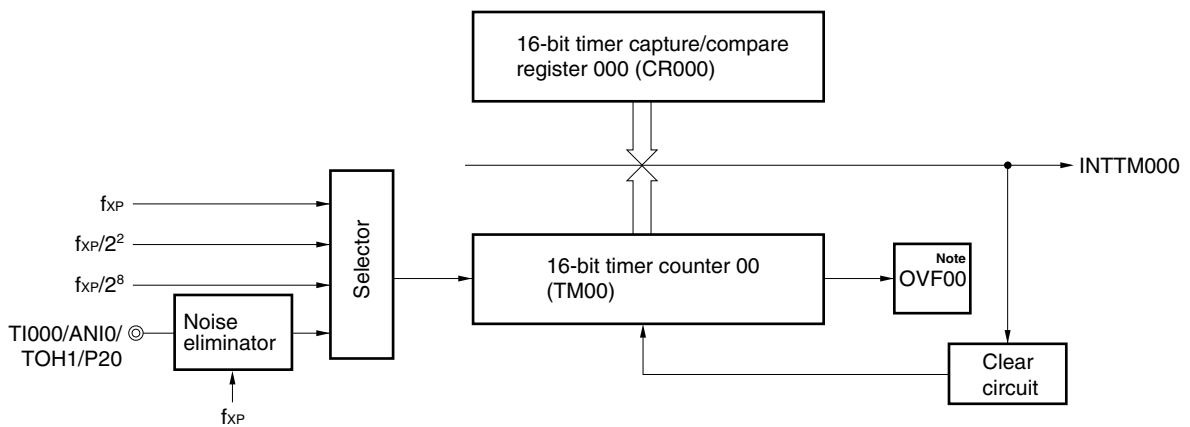 16-bit timer capture/compare
register 000 (CR000)
INTTM000
fXP
fXP/2²
fXP/2⁸
Selector
16-bit timer counter 00
(TM00)
Note
OVF00
TI000/ANI0/
TOH1/P20
Noise
eliminator
fXP
Clear
circuit